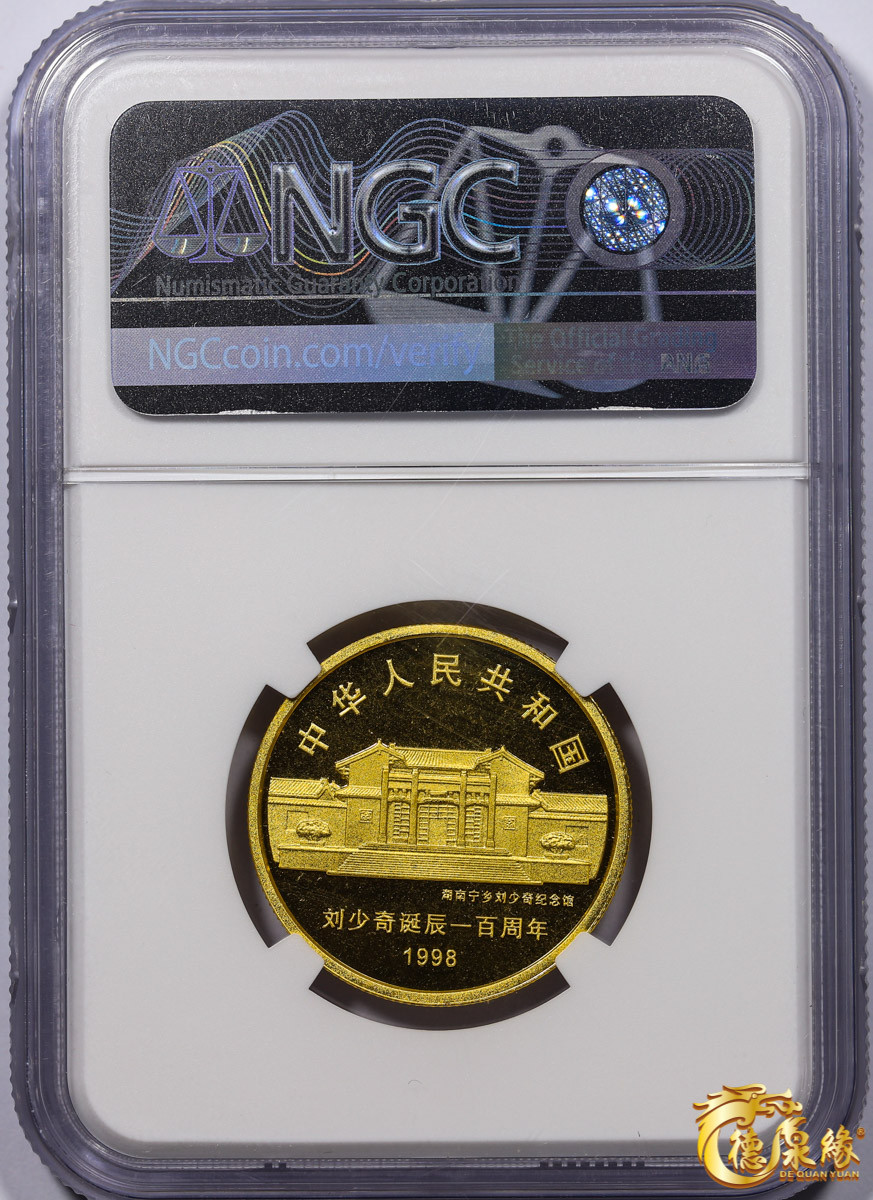 NGC
Numismatic Guaranty Corporation
NGCcoin.com/verify
The Official Grading
Service of the
中华人民共和国
湖南宁乡刘少奇纪念馆
刘少奇诞辰一百周年
1998
德泉緣®
DE QUAN YUAN